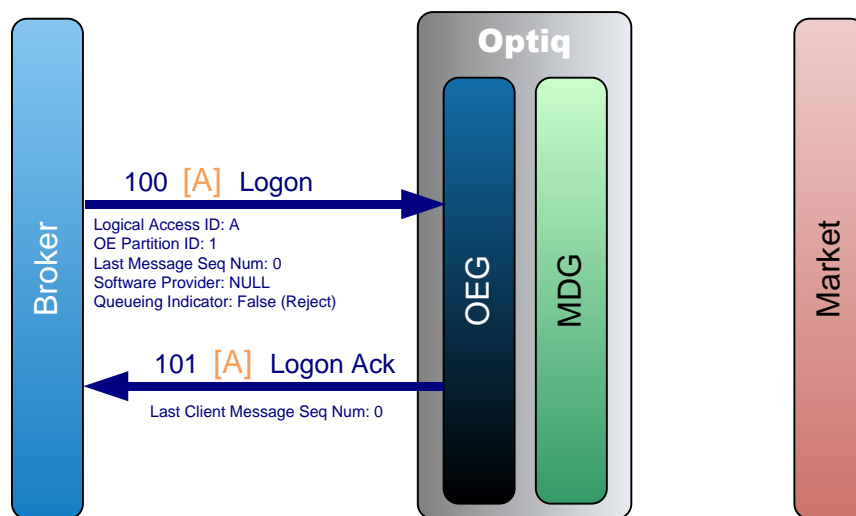 Optiq
Broker
100 [A] Logon
Logical Access ID: A
OE Partition ID: 1
Last Message Seq Num: 0
Software Provider: NULL
Queueing Indicator: False (Reject)
101 [A] Logon Ack
Last Client Message Seq Num: 0
OEG
MDG
Market